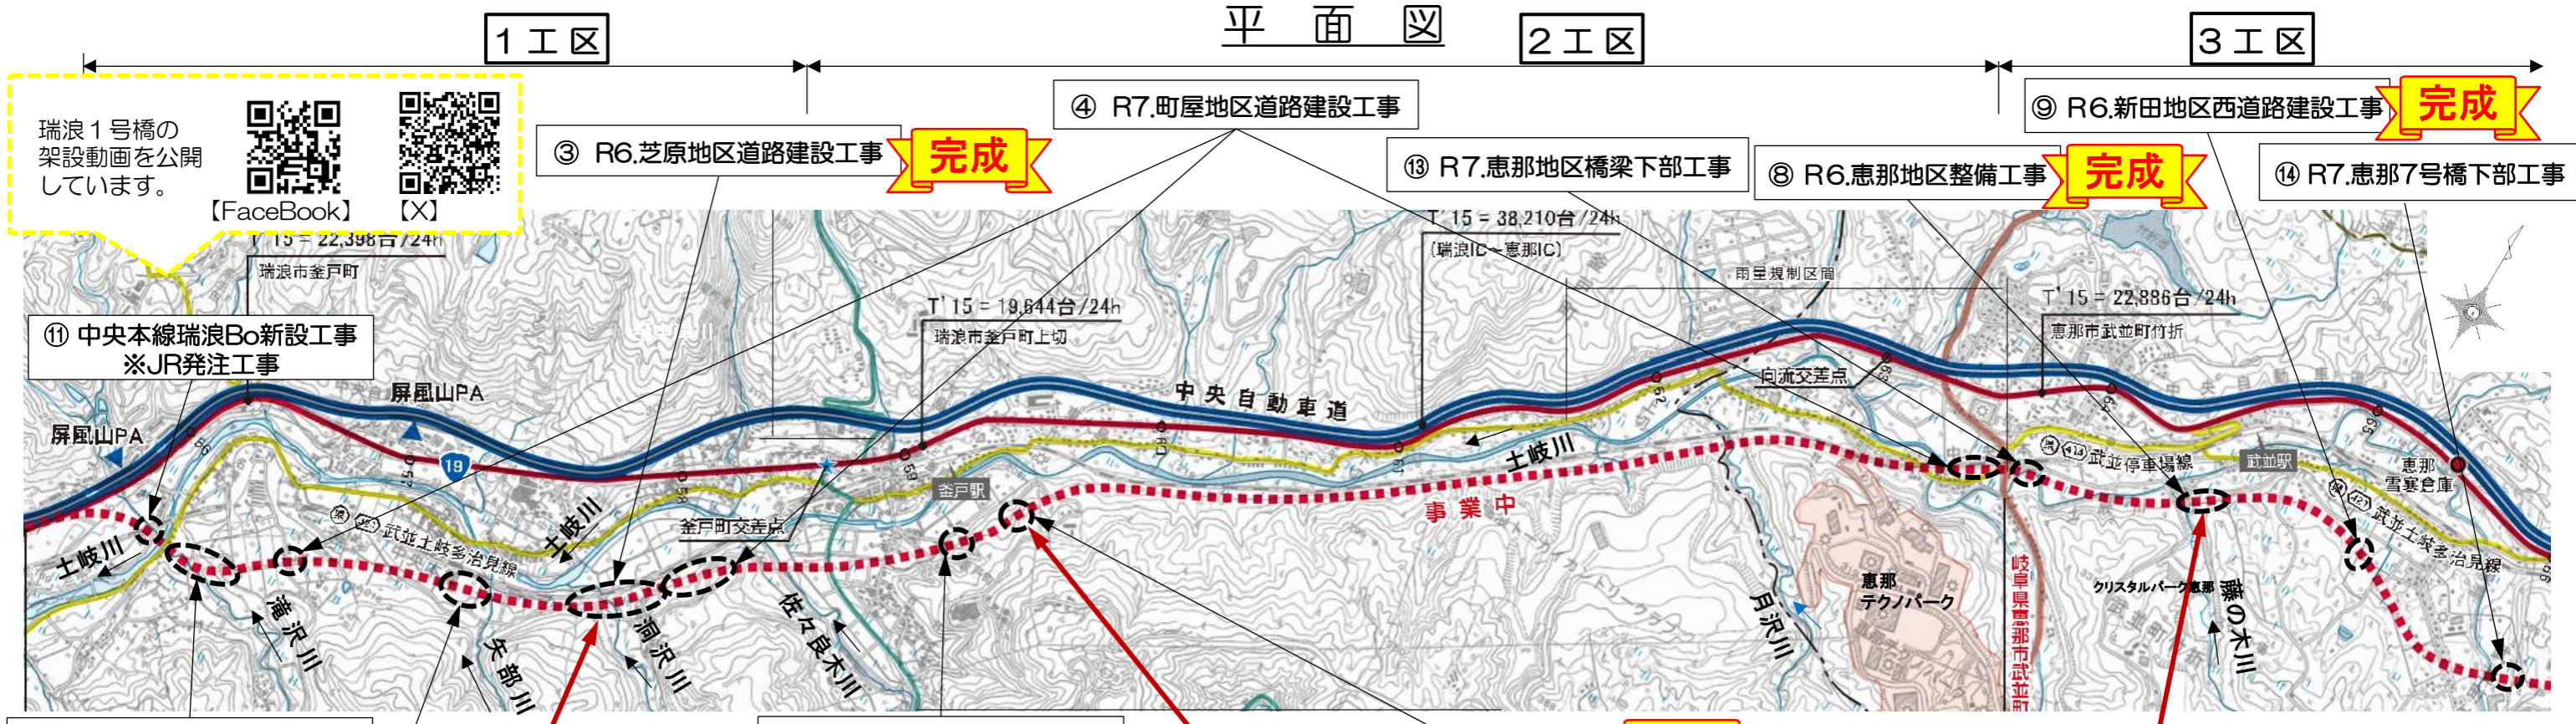 平面図
1工区
2工区
3工区
瑞浪1号橋の
架設動画を公開
しています。
【FaceBook】
【X】
③ R6.芝原地区道路建設工事
完成
④ R7.町屋地区道路建設工事
⑬ R7.恵那地区橋梁下部工事
⑧ R6.恵那地区整備工事
完成
⑨ R6.新田地区西道路建設工事
完成
⑭ R7.恵那7号橋下部工事
⑪ 中央本線瑞浪Bo新設工事
※JR発注工事
T'15 = 22,398台/24h
瑞浪市釜戸町
T'15 = 19,644台/24h
瑞浪市釜戸町上切
T'15 = 38,210台/24h
(瑞浪IC~恵那IC)
雨量規制区間
T'15 = 22,886台/24h
恵那市武並町竹折
屏風山PA
屏風山PA
19
中央自動車道
中央自動車
向流交差点
釜戸町交差点
釜戸駅
武並駅
武並停車場線
恵那
雪寒倉庫
武並土岐多治見線
武並土岐多治見線
土岐川
土岐川
土岐川
事業中
滝沢川
矢部川
洞沢川
佐々良木川
月沢川
藤の木川
恵那
テクノパーク
クリスタルパーク恵那
岐阜県恵那市武並町